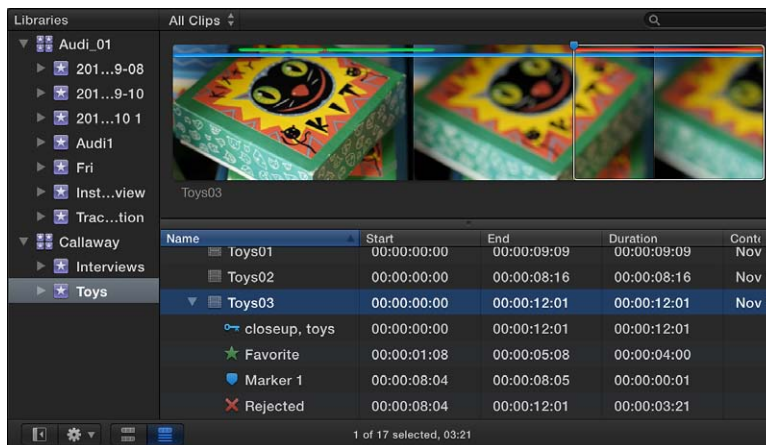 Libraries
All Clips
Audi_01
201...9-08
201...9-10
201...10 1
Audi1
Fri
Inst...view
Trac...tion
Callaway
Interviews
Toys
KIT
KIT
Toys03
Name Start End Duration Conte
Toys01 00:00:00:00 00:00:09:09 00:00:09:09 Nov
Toys02 00:00:00:00 00:00:08:16 00:00:08:16 Nov
Toys03 00:00:00:00 00:00:12:01 00:00:12:01 Nov
closeup, toys 00:00:00:00 00:00:12:01 00:00:12:01
Favorite 00:00:01:08 00:00:05:08 00:00:04:00
Marker 1 00:00:08:04 00:00:08:05 00:00:00:01
Rejected 00:00:08:04 00:00:12:01 00:00:03:21
1 of 17 selected, 03:21